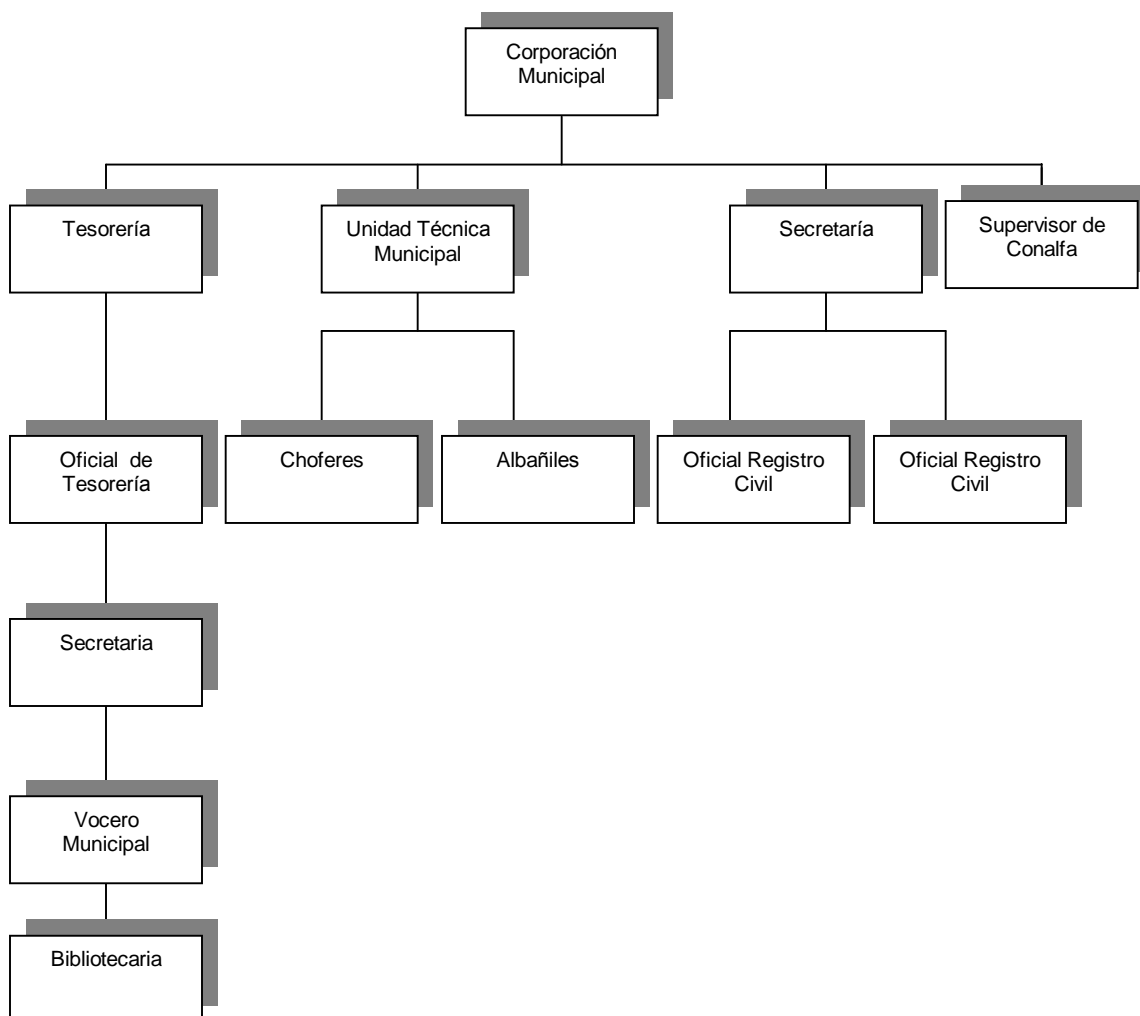 Corporación
Municipal
Tesorería
Unidad Técnica
Municipal
Secretaría
Supervisor de
Conalfa
Oficial de
Tesorería
Choferes
Albañiles
Oficial Registro
Civil
Oficial Registro
Civil
Secretaria
Vocero
Municipal
Bibliotecaria